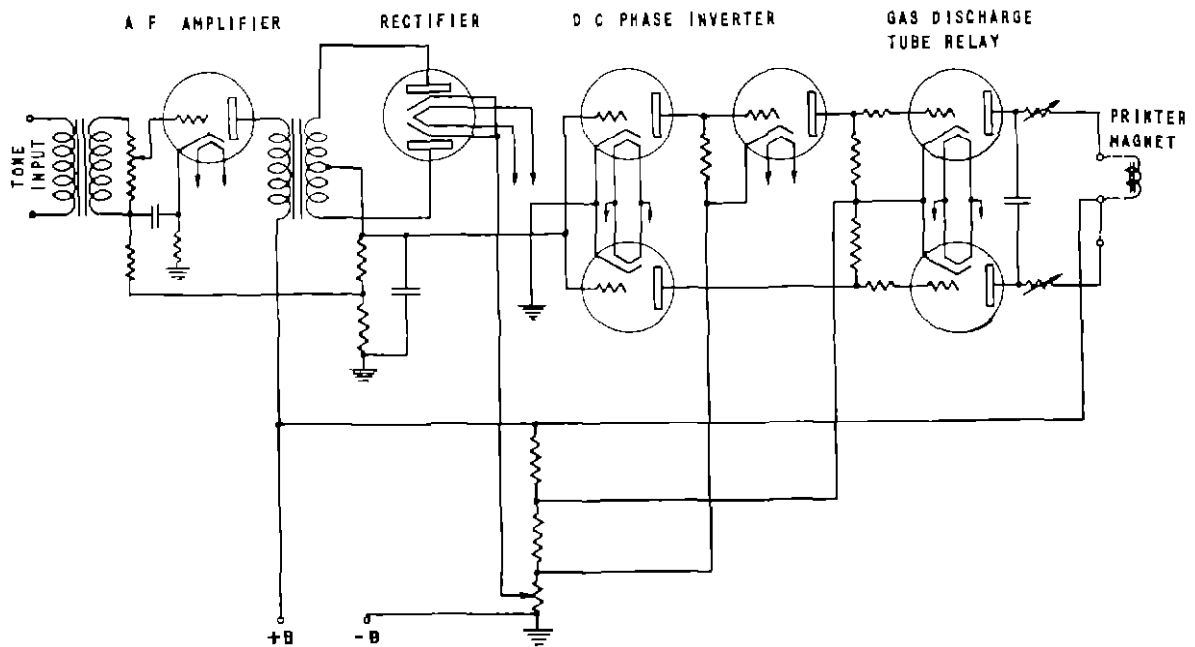 A F AMPLIFIER
RECTIFIER
D C PHASE INVERTER
GAS DISCHARGE
TUBE RELAY
TONE
INPUT
PRINTER
MAGNET
+B
-B